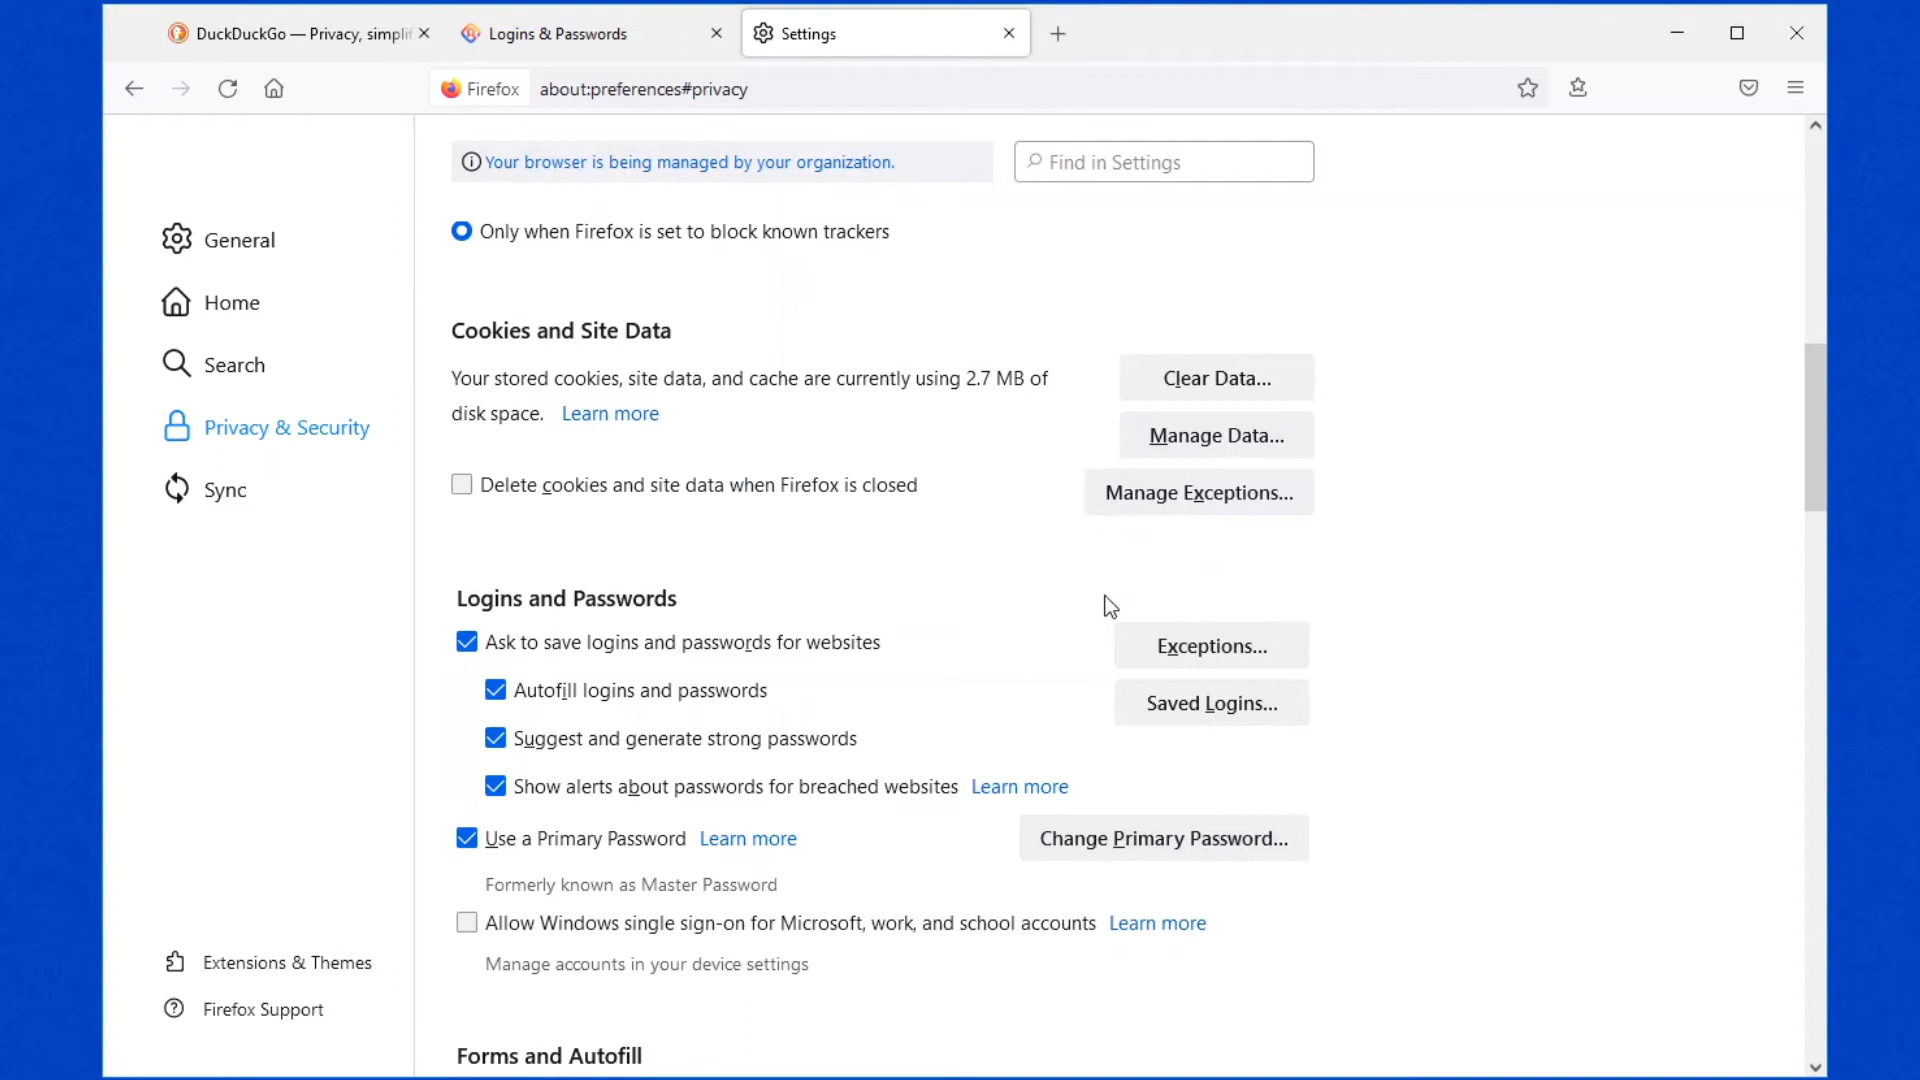 DuckDuckGo — Privacy, simplif
Logins & Passwords
Settings
Firefox
about:preferences#privacy
Your browser is being managed by your organization.
Find in Settings
General
Home
Search
Privacy & Security
Sync
Extensions & Themes
Firefox Support
Only when Firefox is set to block known trackers
Cookies and Site Data
Your stored cookies, site data, and cache are currently using 2.7 MB of
disk space. Learn more
Clear Data...
Manage Data...
Delete cookies and site data when Firefox is closed
Manage Exceptions...
Logins and Passwords
Ask to save logins and passwords for websites
Exceptions...
Autofill logins and passwords
Saved Logins...
Suggest and generate strong passwords
Show alerts about passwords for breached websites Learn more
Use a Primary Password Learn more
Change Primary Password...
Formerly known as Master Password
Allow Windows single sign-on for Microsoft, work, and school accounts Learn more
Manage accounts in your device settings
Forms and Autofill